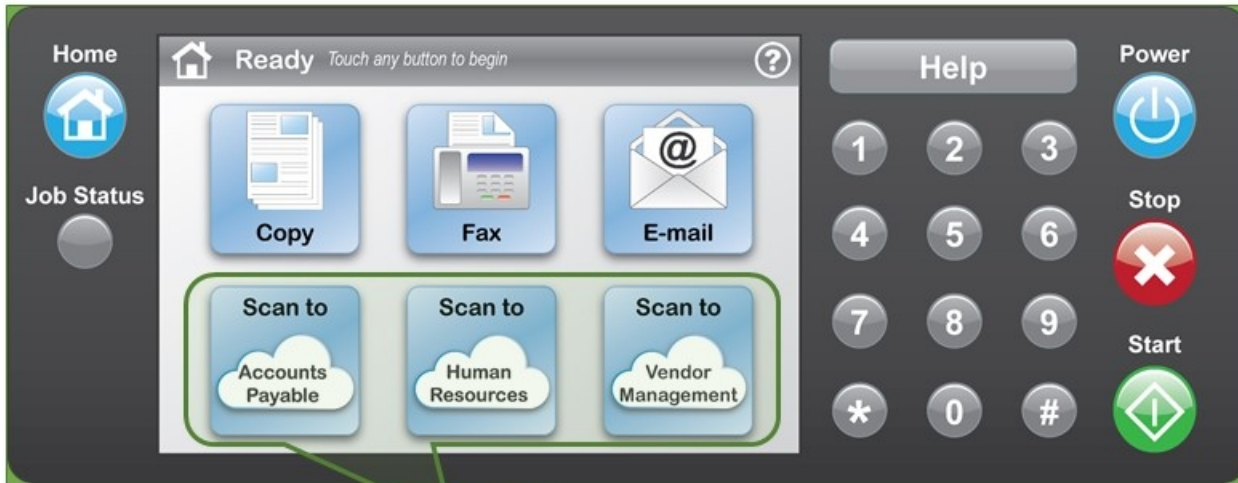 Home
Job Status
Ready Touch any button to begin ?
Copy
Fax
@
E-mail
Scan to
Accounts
Payable
Scan to
Human
Resources
Scan to
Vendor
Management
Help
1 2 3
4 5 6
7 8 9
* 0 #
Power
Stop
Start